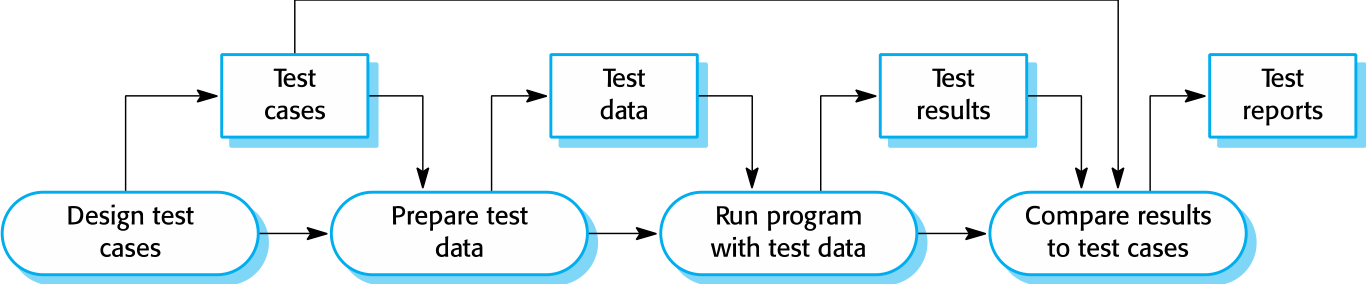 Test
cases
Test
data
Test
results
Test
reports
Design test
cases
Prepare test
data
Run program
with test data
Compare results
to test cases